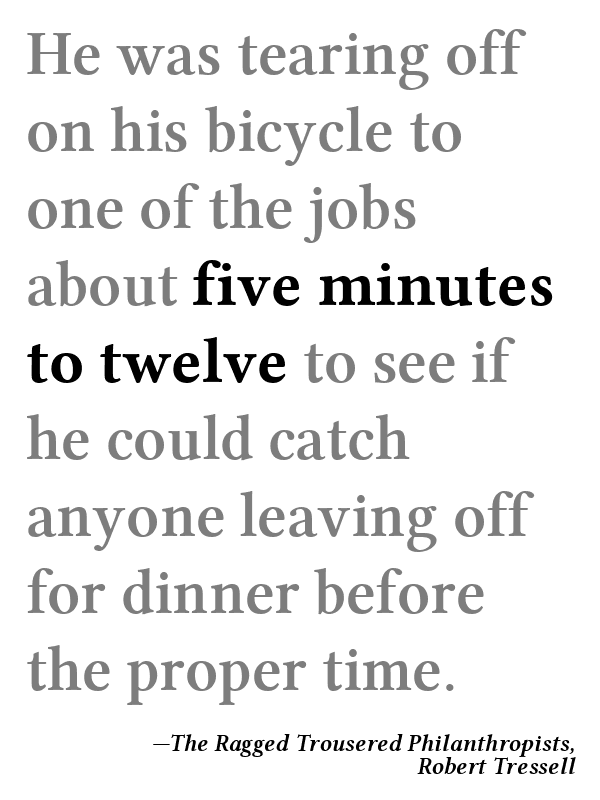 He was tearing off
on his bicycle to
one of the jobs
about five minutes
to twelve to see if
he could catch
anyone leaving off
for dinner before
the proper time.
—The Ragged Trousered Philanthropists,
Robert Tressell